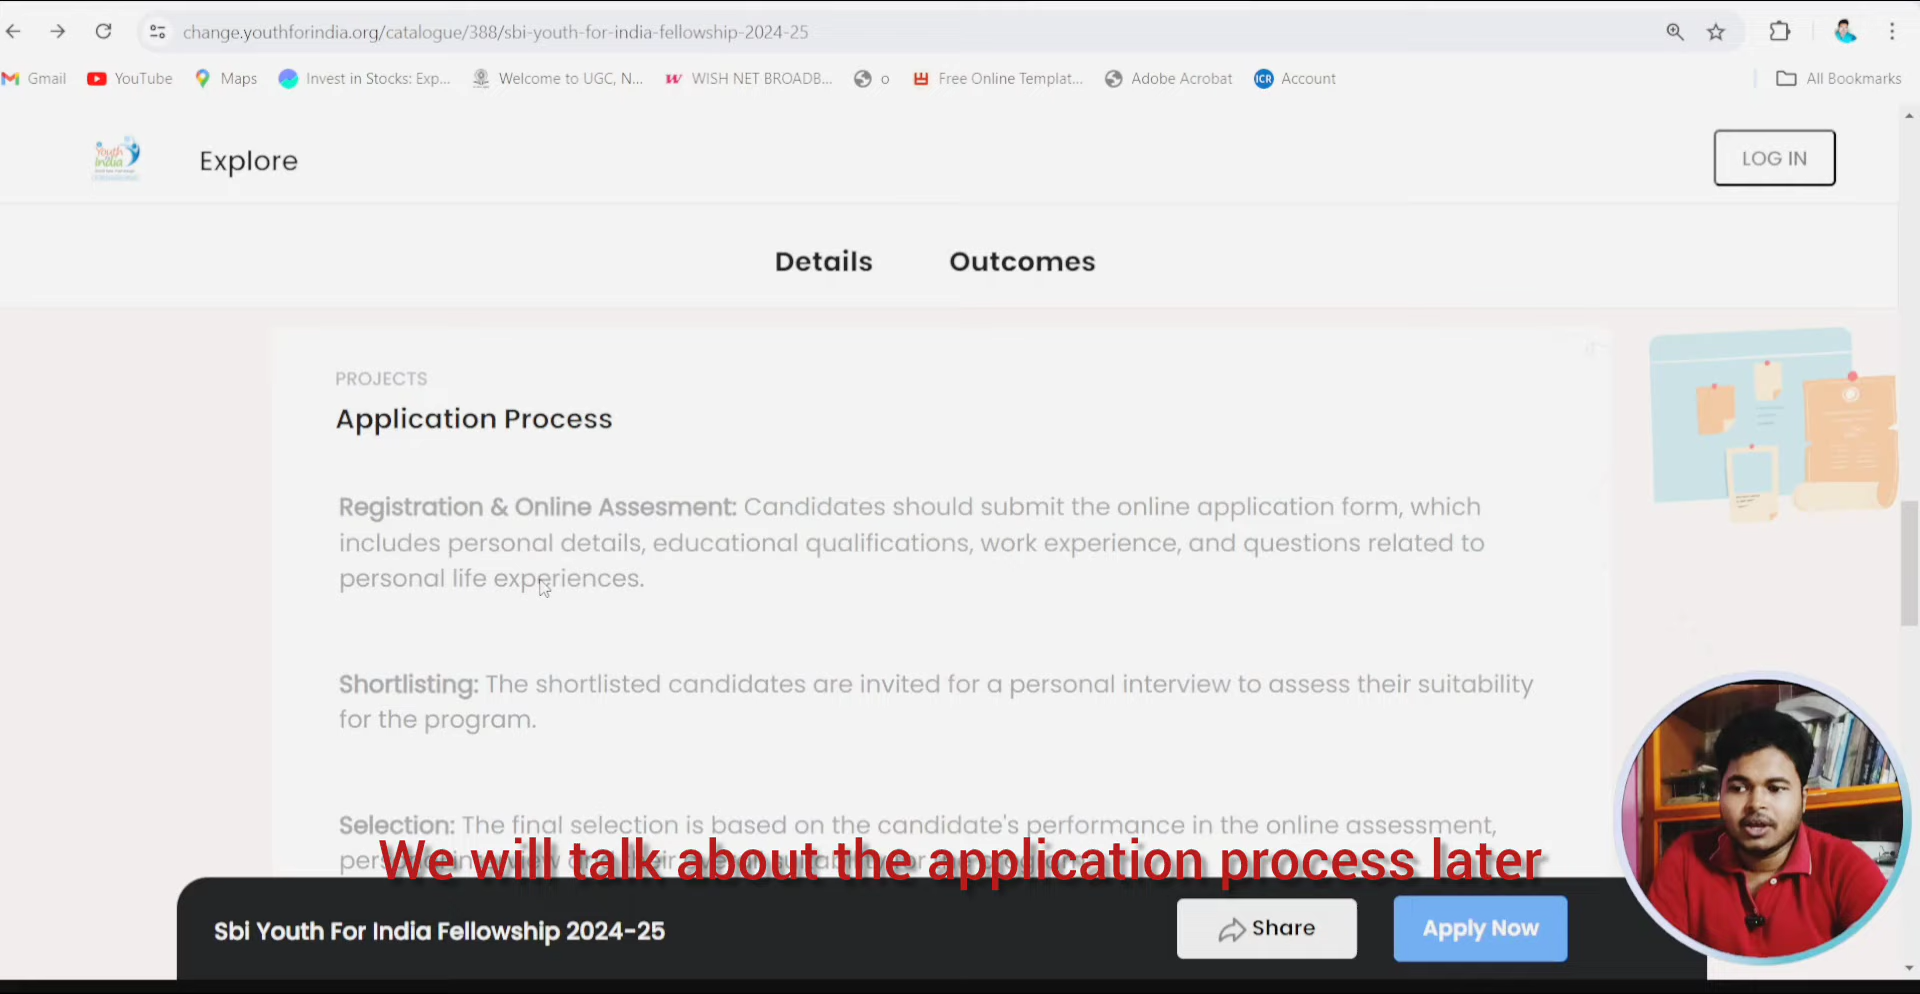 change.youthforindia.org/catalogue/388/sbi-youth-for-india-fellowship-2024-25
Gmail YouTube Maps Invest in Stocks: Exp... Welcome to UGC, N... WISH NET BROADB... o Free Online Templat... Adobe Acrobat ICR Account All Bookmarks
Youth India Explore LOG IN
Details Outcomes
PROJECTS
Application Process
Registration & Online Assesment: Candidates should submit the online application form, which
includes personal details, educational qualifications, work experience, and questions related to
personal life experiences.
Shortlisting: The shortlisted candidates are invited for a personal interview to assess their suitability
for the program.
Selection: The final selection is based on the candidate's performance in the online assessment,
We will talk about the application process later
Sbi Youth For India Fellowship 2024-25 Share Apply Now